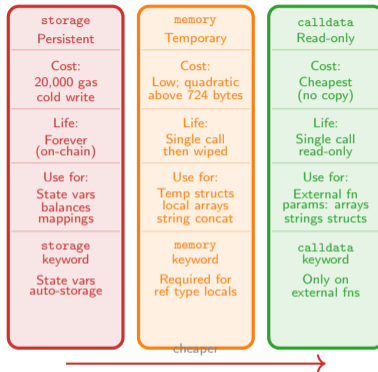 storage
Persistent
Cost:
20,000 gas
cold write
Life:
Forever
(on-chain)
Use for:
State vars
balances
mappings
storage
keyword
State vars
auto-storage
memory
Temporary
Cost:
Low; quadratic
above 724 bytes
Life:
Single call
then wiped
Use for:
Temp structs
local arrays
string concat
memory
keyword
Required for
ref type locals
calldata
Read-only
Cost:
Cheapest
(no copy)
Life:
Single call
read-only
Use for:
External fn
params: arrays
strings structs
calldata
keyword
Only on
external fns
cheaper